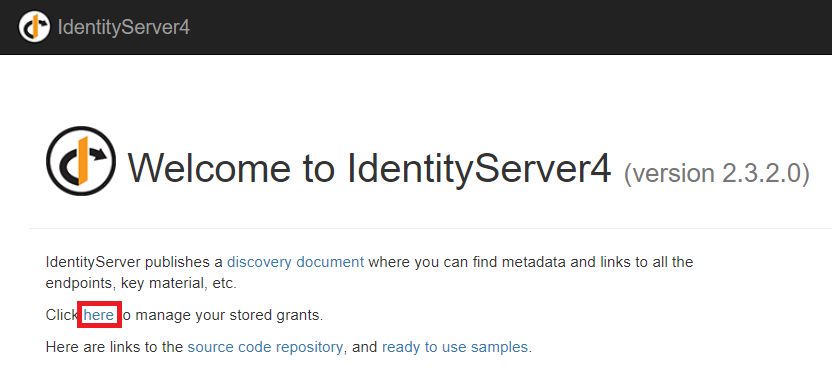 IdentityServer4
Welcome to IdentityServer4 (version 2.3.2.0)
IdentityServer publishes a discovery document where you can find metadata and links to all the
endpoints, key material, etc.
Click here to manage your stored grants.
Here are links to the source code repository, and ready to use samples.